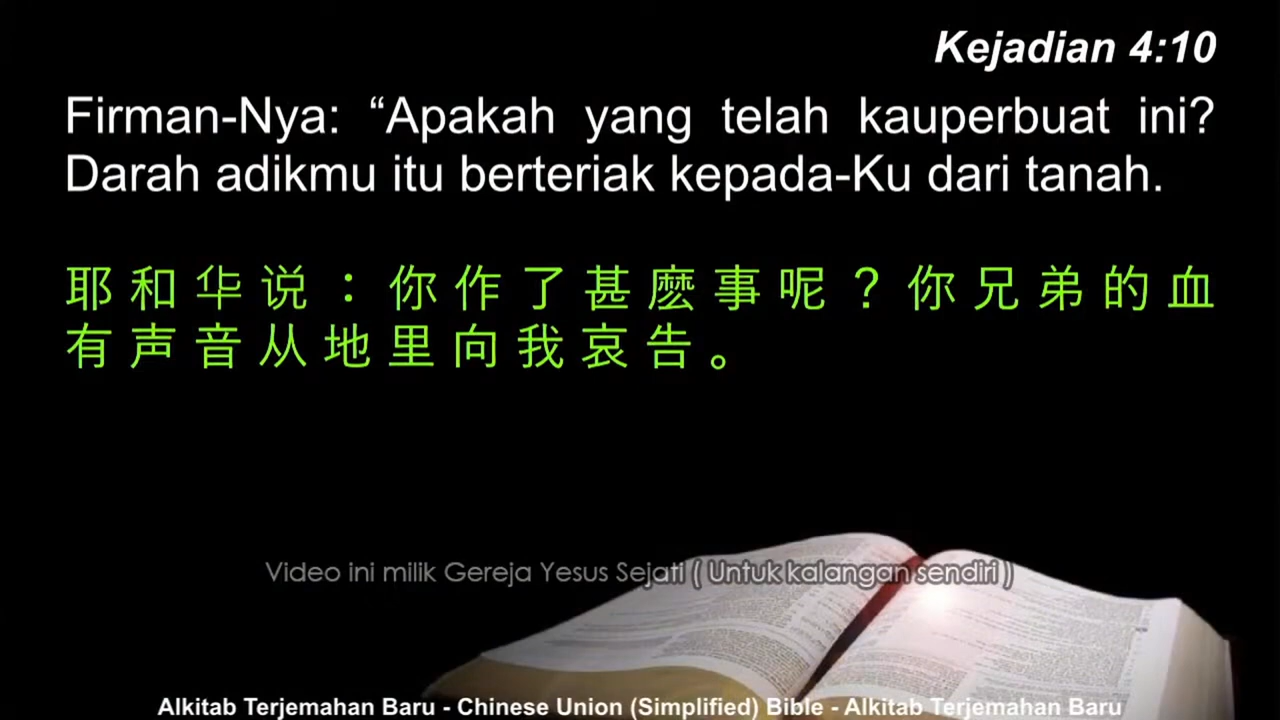 Kejadian 4:10
Firman-Nya: “Apakah yang telah kauperbuat ini?
Darah adikmu itu berteriak kepada-Ku dari tanah.
耶和华说：你作了甚麽事呢？你兄弟的血
有声音从地里向我哀告。
Video ini milik Gereja Yesus Sejati ( Untuk kalangan sendiri )
Alkitab Terjemahan Baru - Chinese Union (Simplified) Bible - Alkitab Terjemahan Baru